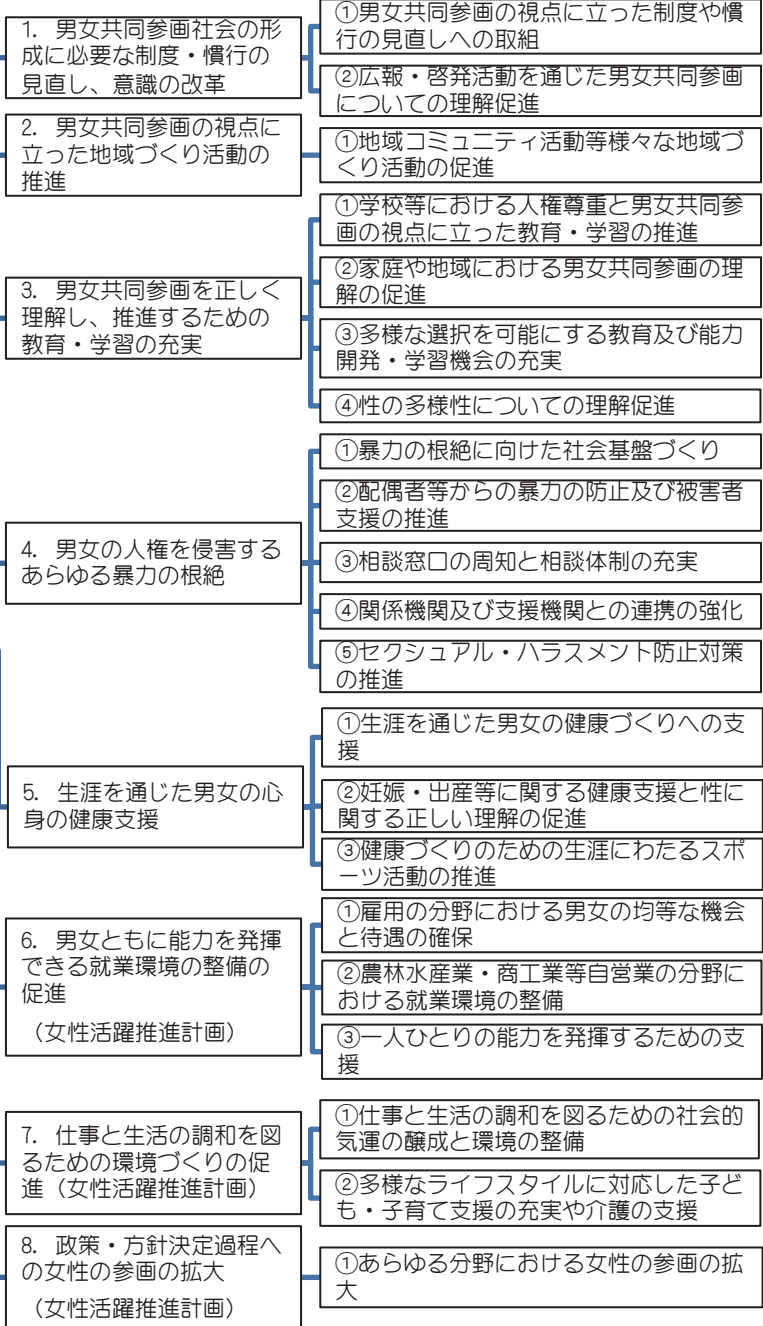 1. 男女共同参画社会の形
成に必要な制度・慣行の
見直し、意識の改革
①男女共同参画の視点に立った制度や慣
行の見直しへの取組
②広報・啓発活動を通じた男女共同参画
についての理解促進
2. 男女共同参画の視点に
立った地域づくり活動の
推進
①地域コミュニティ活動等様々な地域づ
くり活動の促進
3. 男女共同参画を正しく
理解し、推進するための
教育・学習の充実
①学校等における人権尊重と男女共同参
画の視点に立った教育・学習の推進
②家庭や地域における男女共同参画の理
解の促進
③多様な選択を可能にする教育及び能力
開発・学習機会の充実
④性の多様性についての理解促進
4. 男女の人権を侵害する
あらゆる暴力の根絶
①暴力の根絶に向けた社会基盤づくり
②配偶者等からの暴力の防止及び被害者
支援の推進
③相談窓口の周知と相談体制の充実
④関係機関及び支援機関との連携の強化
⑤セクシュアル・ハラスメント防止対策
の推進
5. 生涯を通じた男女の心
身の健康支援
①生涯を通じた男女の健康づくりへの支
援
②妊娠・出産等に関する健康支援と性に
関する正しい理解の促進
③健康づくりのための生涯にわたるスポ
ーツ活動の推進
6. 男女ともに能力を発揮
できる就業環境の整備の
促進
（女性活躍推進計画）
①雇用の分野における男女の均等な機会
と待遇の確保
②農林水産業・商工業等自営業の分野に
おける就業環境の整備
③一人ひとりの能力を発揮するための支
援
7. 仕事と生活の調和を図
るための環境づくりの促
進（女性活躍推進計画）
①仕事と生活の調和を図るための社会的
気運の醸成と環境の整備
②多様なライフスタイルに対応した子ど
も・子育て支援の充実や介護の支援
8. 政策・方針決定過程へ
の女性の参画の拡大
（女性活躍推進計画）
①あらゆる分野における女性の参画の拡
大